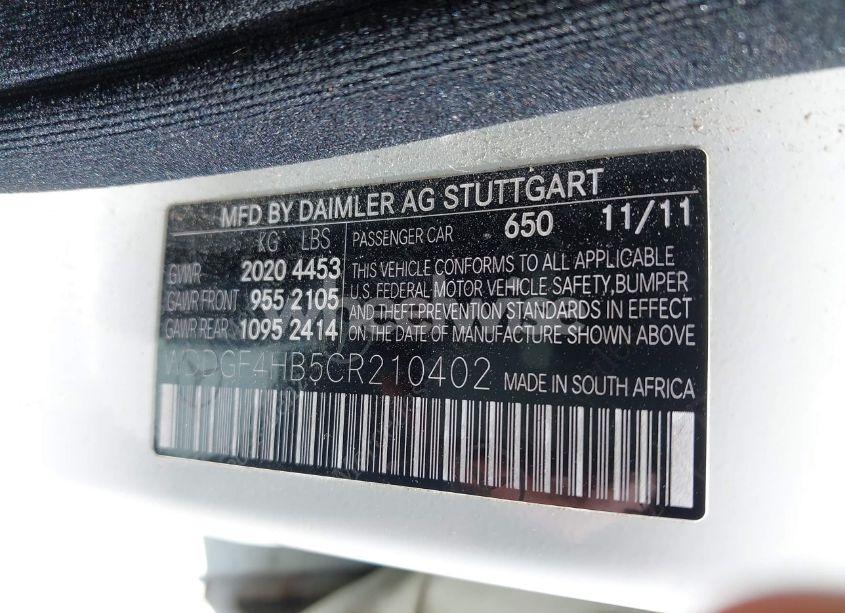 MFD BY DAIMLER AG STUTTGART
KG LBS
GVWR 2020 4453
GAWR FRONT 955 2105
GAWR REAR 1095 2414
PASSENGER CAR 650 11/11
THIS VEHICLE CONFORMS TO ALL APPLICABLE
U.S. FEDERAL MOTOR VEHICLE SAFETY, BUMPER
AND THEFT PREVENTION STANDARDS IN EFFECT
ON THE DATE OF MANUFACTURE SHOWN ABOVE
WDDGF4HB5CR210402 MADE IN SOUTH AFRICA